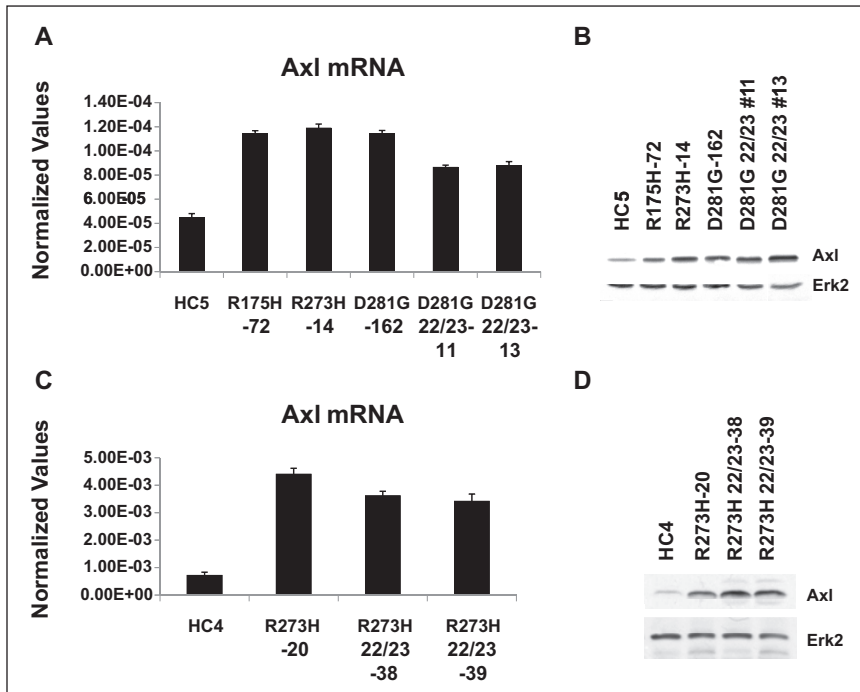 A
Axl mRNA
Normalized Values
1.40E-04
1.20E-04
1.00E-04
8.00E-05
6.00E-05
4.00E-05
2.00E-05
0.00E+00
HC5
R175H
-72
R273H
-14
D281G
-162
D281G
22/23-
11
D281G
22/23-
13
B
HC5
R175H-72
R273H-14
D281G-162
D281G 22/23 #11
D281G 22/23 #13
Axl
Erk2
C
Axl mRNA
Normalized Values
5.00E-03
4.00E-03
3.00E-03
2.00E-03
1.00E-03
0.00E+00
HC4
R273H
-20
R273H
22/23
-38
R273H
22/23
-39
D
HC4
R273H-20
R273H 22/23-38
R273H 22/23-39
Axl
Erk2